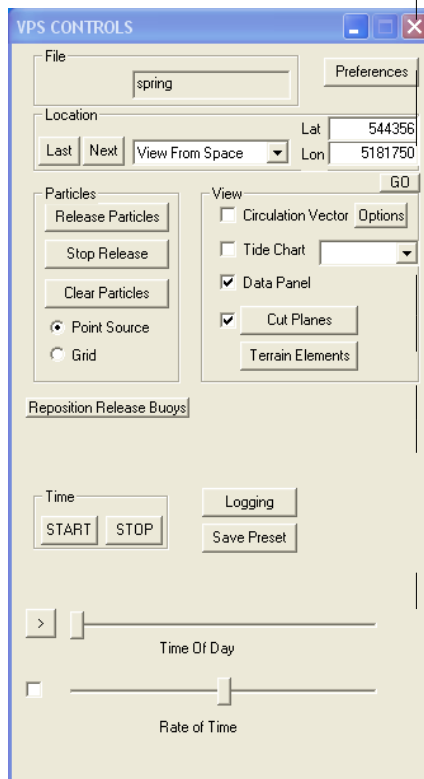 VPS CONTROLS
File
spring
Preferences
Location
Last Next View From Space
Lat 544356
Lon 5181750
GO
Particles
Release Particles
Stop Release
Clear Particles
Point Source
Grid
View
Circulation Vector Options
Tide Chart
Data Panel
Cut Planes
Terrain Elements
Reposition Release Buoys
Time
START STOP
Logging
Save Preset
>
Time Of Day
Rate of Time